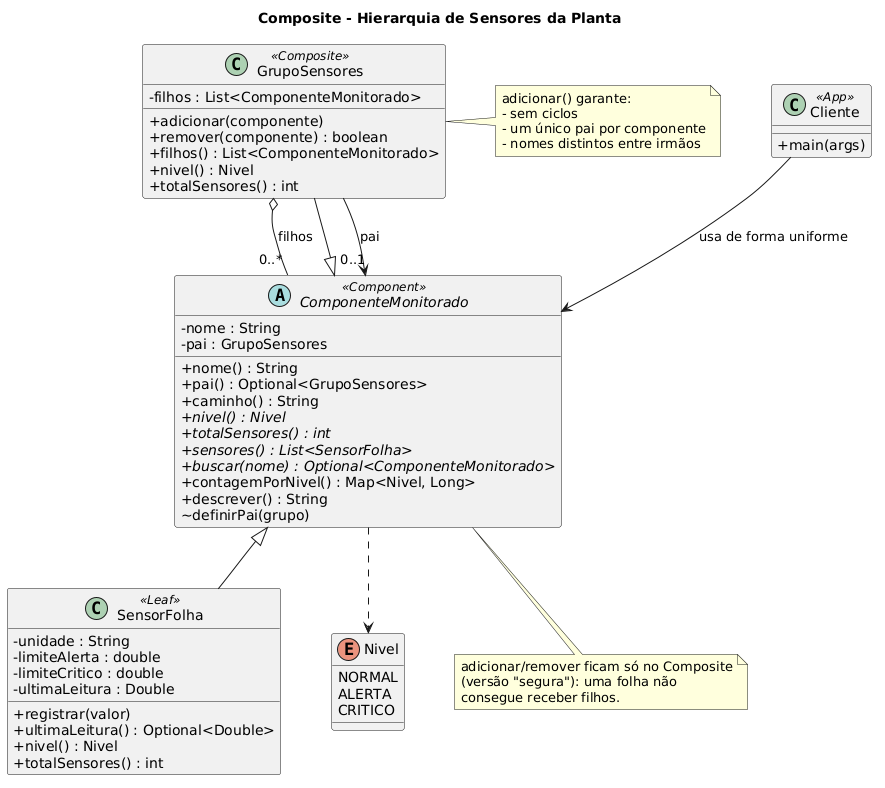 Composite - Hierarquia de Sensores da Planta
C
«Composite»
GrupoSensores
-filhos : List<ComponenteMonitorado>
+adicionar(componente)
+remover(componente) : boolean
+filhos() : List<ComponenteMonitorado>
+nivel() : Nivel
+totalSensores() : int
adicionar() garante:
- sem ciclos
- um único pai por componente
- nomes distintos entre irmãos
C
«App»
Cliente
+main(args)
filhos
0..*
pai
0..1
usa de forma uniforme
A
«Component»
ComponenteMonitorado
-nome : String
-pai : GrupoSensores
+nome() : String
+pai() : Optional<GrupoSensores>
+caminho() : String
+nivel() : Nivel
+totalSensores() : int
+sensores() : List<SensorFolha>
+buscar(nome) : Optional<ComponenteMonitorado>
+contagemPorNivel() : Map<Nivel, Long>
+descrever() : String
~definirPai(grupo)
C
«Leaf»
SensorFolha
-unidade : String
-limiteAlerta : double
-limiteCritico : double
-ultimaLeitura : Double
+registrar(valor)
+ultimaLeitura() : Optional<Double>
+nivel() : Nivel
+totalSensores() : int
E
Nivel
NORMAL
ALERTA
CRITICO
adicionar/remover ficam só no Composite
(versão "segura"): uma folha não
consegue receber filhos.